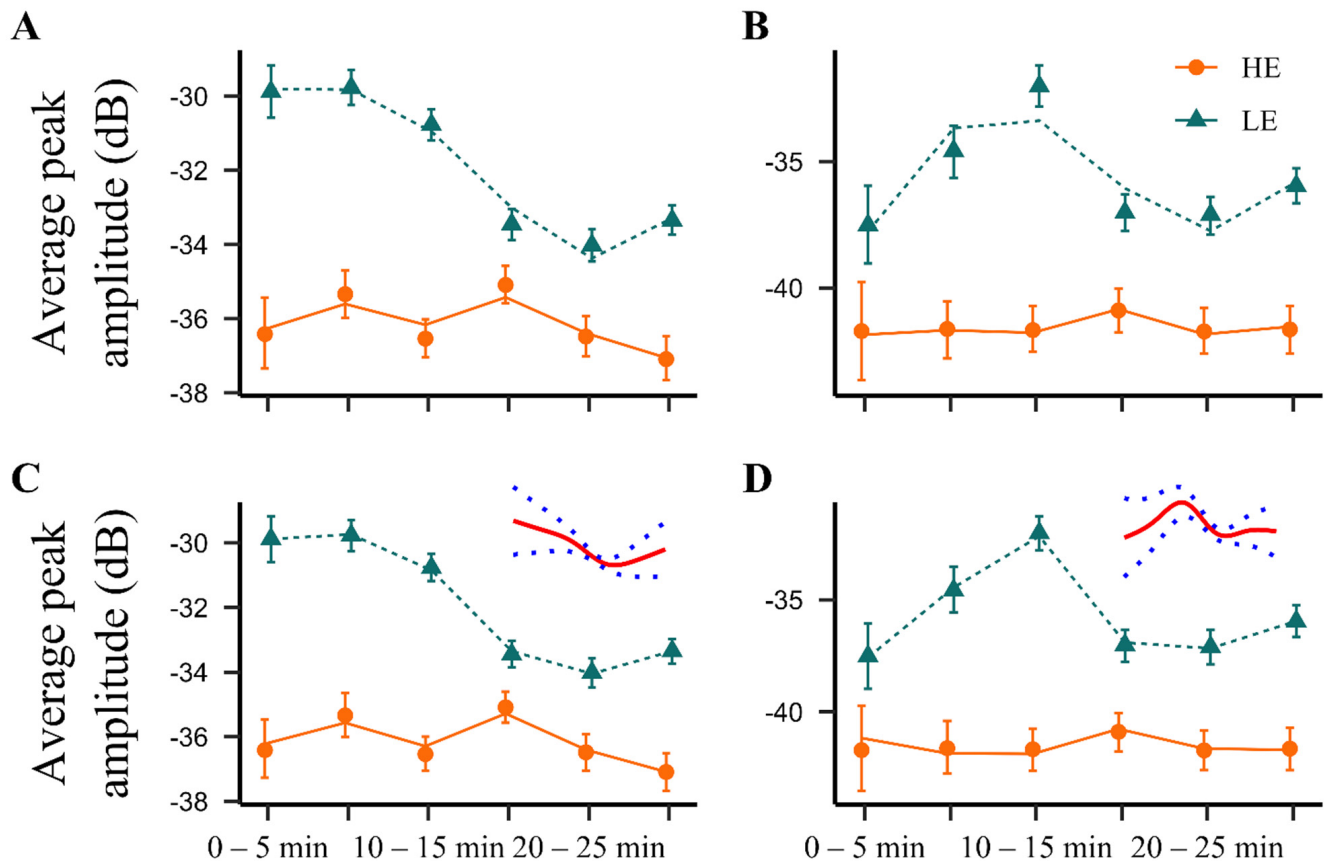 A
B
Average peak
amplitude (dB)
-30
-32
-34
-36
-38
-35
-40
HE
LE
C
D
Average peak
amplitude (dB)
-30
-32
-34
-36
-38
-35
-40
0 – 5 min 10 – 15 min 20 – 25 min
0 – 5 min 10 – 15 min 20 – 25 min